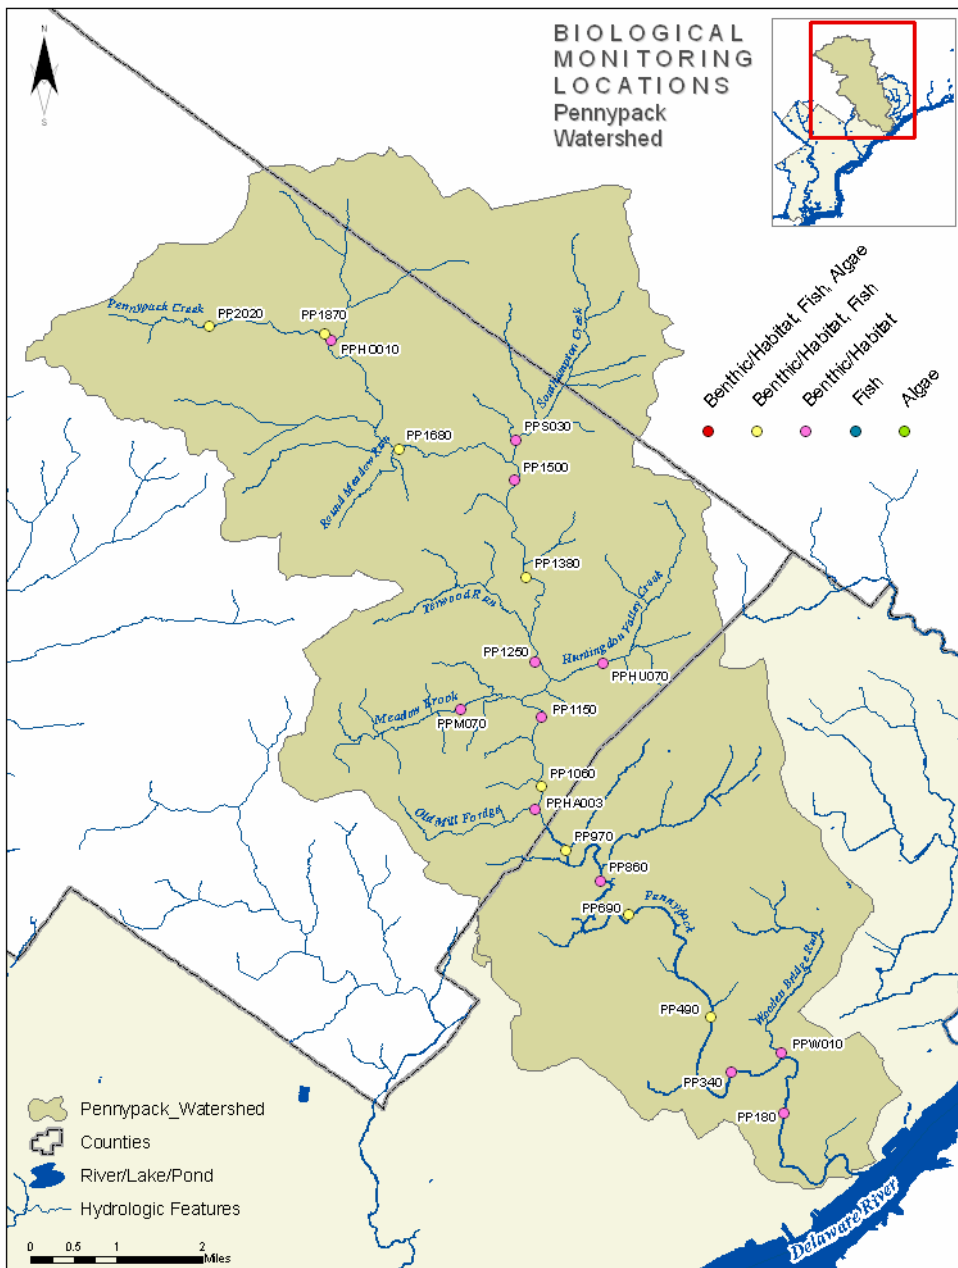 N
S
BIOLOGICAL
MONITORING
LOCATIONS
Pennypack
Watershed
Benthic/Habitat, Fish, Algae
Benthic/Habitat, Fish
Benthic/Habitat
Fish
Algae
Pennypack Creek
PP2020
PP1870
PPHO010
Southampton Creek
PPS030
PP1680
Round Meadow Run
PP1500
PP1380
Terwood Run
Huntingdon Valley Creek
PP1250
PPHU070
Meadow Brook
PPM070
PP1150
PP1060
PPHA003
Old Mill Fordge
PP970
PP860
PP690
Pennypack
Wooden Bridge Run
PP490
PPW010
PP340
PP180
Pennypack_Watershed
Counties
River/Lake/Pond
Hydrologic Features
Delaware River
0 0.5 1 2
Miles